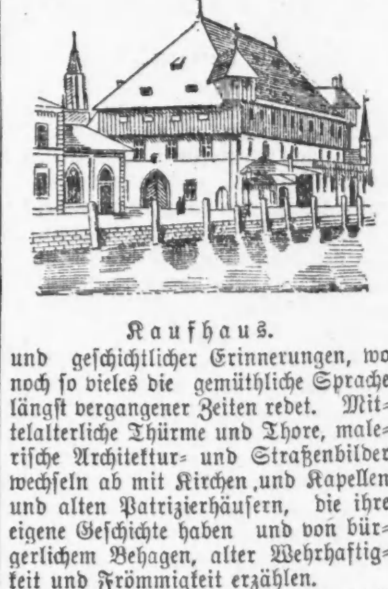 Kaufhaus.
und geschichtlicher Erinnerungen, wo
noch so vieles die gemüthliche Sprache
längst vergangener Zeiten redet. Mit-
telalterliche Thürme und Thore, male-
rische Architektur- und Straßenbilder
wechseln ab mit Kirchen ,und Kapellen
und alten Patrizierhäusern, die ihre
eigene Geschichte haben und von bür-
gerlichem Behagen, alter Wehrhaftig-
keit und Frömmigkeit erzählen.